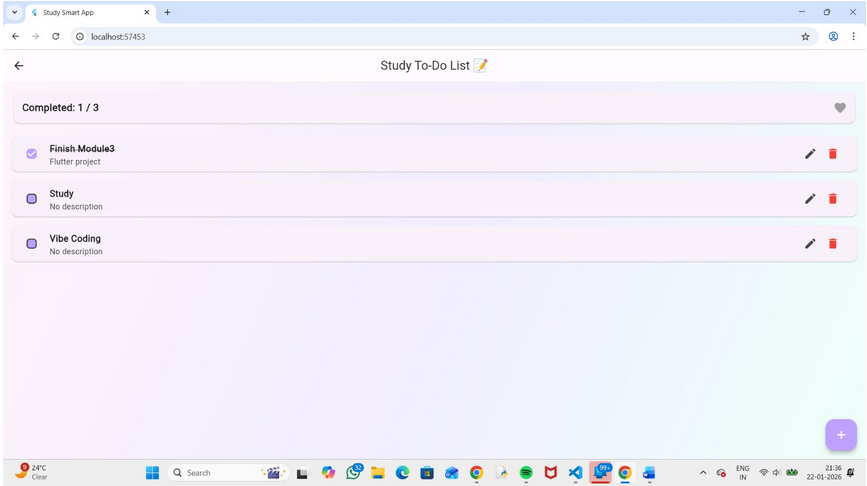 Study Smart App
localhost:57453
Study To-Do List 📝
Completed: 1 / 3
Finish Module3
Flutter project
Study
No description
Vibe Coding
No description
+
9
24°C
Clear
Search
32
99+
ENG
IN
21:36
22-01-2026